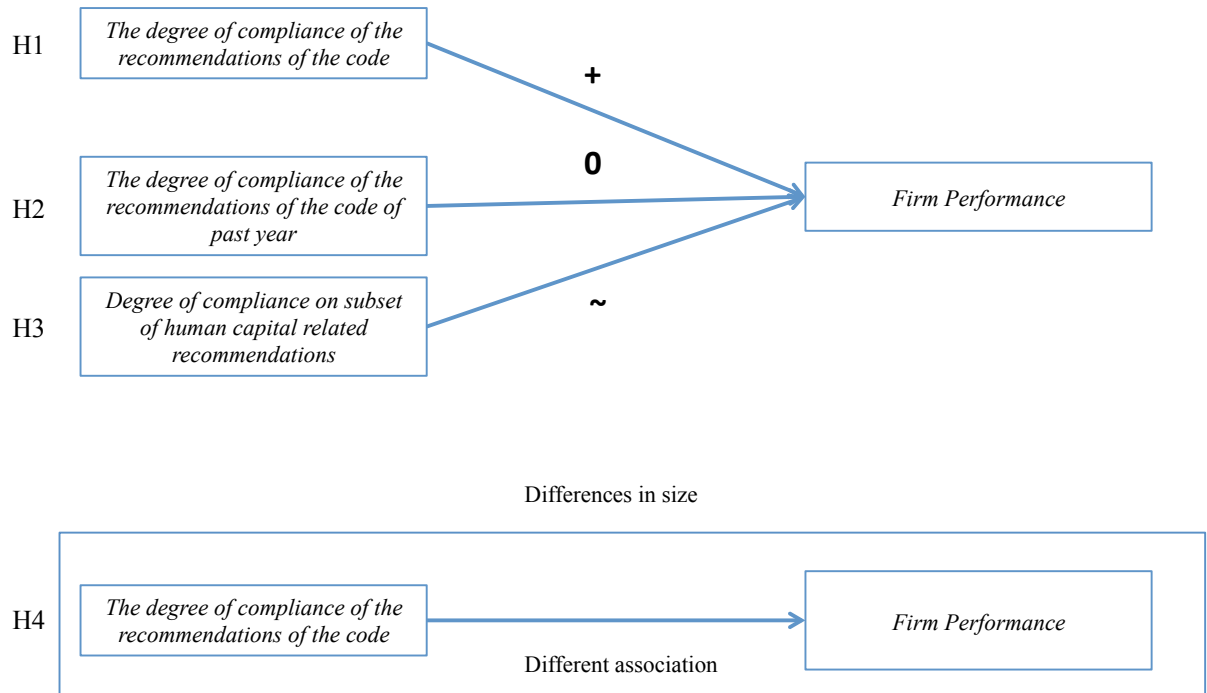 H1
The degree of compliance of the
recommendations of the code
+
H2
The degree of compliance of the
recommendations of the code of
past year
0
Firm Performance
H3
Degree of compliance on subset
of human capital related
recommendations
~
Differences in size
H4
The degree of compliance of the
recommendations of the code
Firm Performance
Different association